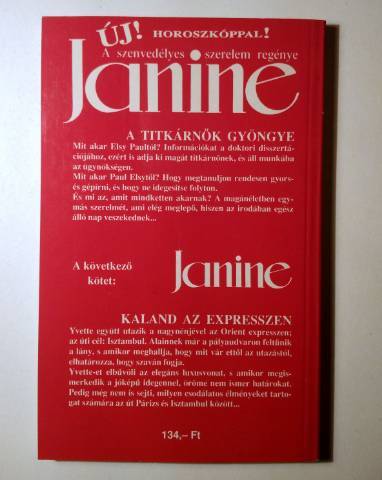 ÚJ! HOROSZKÓPPAL!
A szenvedélyes szerelem regénye
Janine
A TITKÁRNŐK GYÖNGYE
Mit akar Elsy Paultól? Információkat a doktori disszertá-
ciójához, ezért is adja ki magát titkárnőnek, és áll munkába
az ügynökségen.
Mit akar Paul Elsytől? Hogy megtanuljon rendesen gyors-
és gépírni, és hogy ne idegesítse folyton.
És mi az, amit mindketten akarnak? A magánéletben egy-
más szerelmét, ami elég meglepő, hiszen az irodában egész
álló nap veszekednek...
A következő
kötet:
Janine
KALAND AZ EXPRESSZEN
Yvette együtt utazik a nagynénjével az Orient expresszen;
az úti cél: Isztambul. Alainnek már a pályaudvaron feltűnik
a lány, s amikor meghallja, hogy mit vár ettől az utazástól,
elhatározza, hogy szaván fogja.
Yvette-et elbűvöli az elegáns luxusvonat, s amikor megis-
merkedik a jóképű idegennel, öröme nem ismer határokat.
Pedig még nem is sejti, milyen csodálatos élményeket tarto-
gat számára az út Párizs és Isztambul között...
134,– Ft